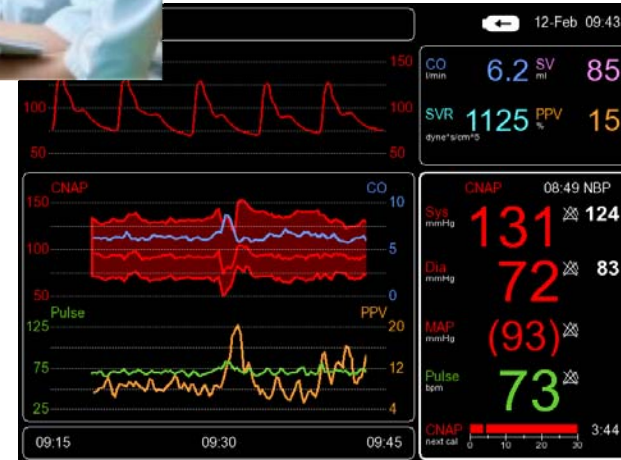 12-Feb 09:43
150
100
100
50
50
CO l/min 6.2 SV ml 85
SVR dyne*s/cm^5 1125 PPV % 15
CNAP CO
150 10
100 5
50 0
Pulse PPV
125 20
75 12
25 4
09:15 09:30 09:45
CNAP 08:49 NBP
Sys mmHg 131 124
Dia mmHg 72 83
MAP mmHg (93)
Pulse bpm 73
CNAP next cal 0 10 20 30 3:44